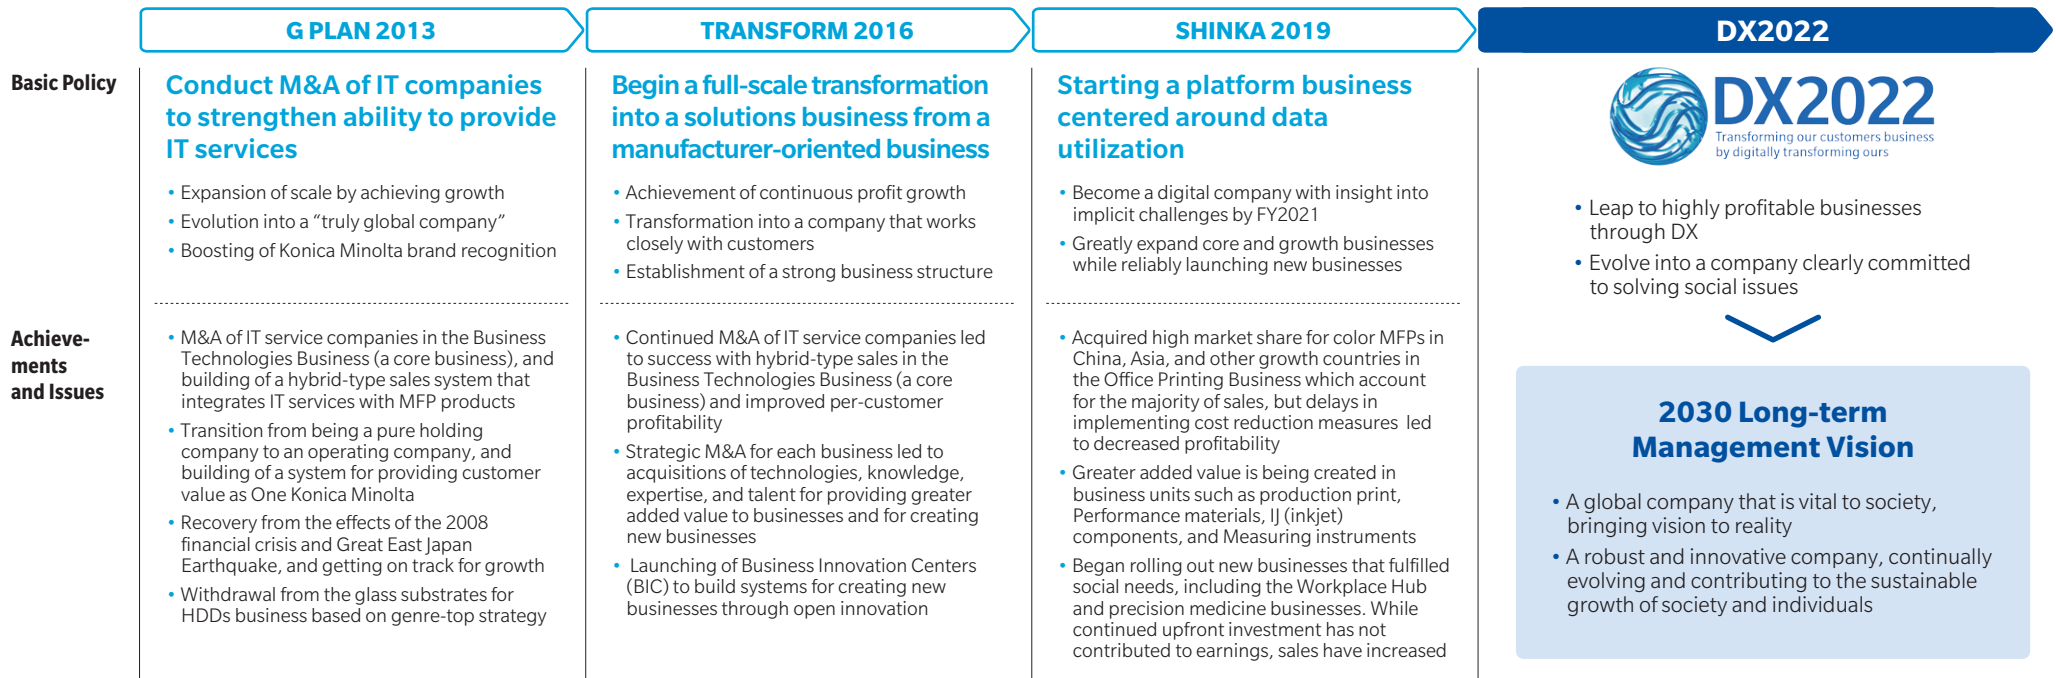 G PLAN 2013
TRANSFORM 2016
SHINKA 2019
DX2022
Basic Policy
Conduct M&A of IT companies
to strengthen ability to provide
IT services
• Expansion of scale by achieving growth
• Evolution into a “truly global company”
• Boosting of Konica Minolta brand recognition
Begin a full-scale transformation
into a solutions business from a
manufacturer-oriented business
• Achievement of continuous profit growth
• Transformation into a company that works
closely with customers
• Establishment of a strong business structure
Starting a platform business
centered around data
utilization
• Become a digital company with insight into
implicit challenges by FY2021
• Greatly expand core and growth businesses
while reliably launching new businesses
DX2022
Transforming our customers business
by digitally transforming ours
• Leap to highly profitable businesses
through DX
• Evolve into a company clearly committed
to solving social issues
Achieve-
ments
and Issues
• M&A of IT service companies in the Business
Technologies Business (a core business), and
building of a hybrid-type sales system that
integrates IT services with MFP products
• Transition from being a pure holding
company to an operating company, and
building of a system for providing customer
value as One Konica Minolta
• Recovery from the effects of the 2008
financial crisis and Great East Japan
Earthquake, and getting on track for growth
• Withdrawal from the glass substrates for
HDDs business based on genre-top strategy
• Continued M&A of IT service companies led
to success with hybrid-type sales in the
Business Technologies Business (a core
business) and improved per-customer
profitability
• Strategic M&A for each business led to
acquisitions of technologies, knowledge,
expertise, and talent for providing greater
added value to businesses and for creating
new businesses
• Launching of Business Innovation Centers
(BIC) to build systems for creating new
businesses through open innovation
• Acquired high market share for color MFPs in
China, Asia, and other growth countries in
the Office Printing Business which account
for the majority of sales, but delays in
implementing cost reduction measures led
to decreased profitability
• Greater added value is being created in
business units such as production print,
Performance materials, IJ (inkjet)
components, and Measuring instruments
• Began rolling out new businesses that fulfilled
social needs, including the Workplace Hub
and precision medicine businesses. While
continued upfront investment has not
contributed to earnings, sales have increased
2030 Long-term
Management Vision
• A global company that is vital to society,
bringing vision to reality
• A robust and innovative company, continually
evolving and contributing to the sustainable
growth of society and individuals